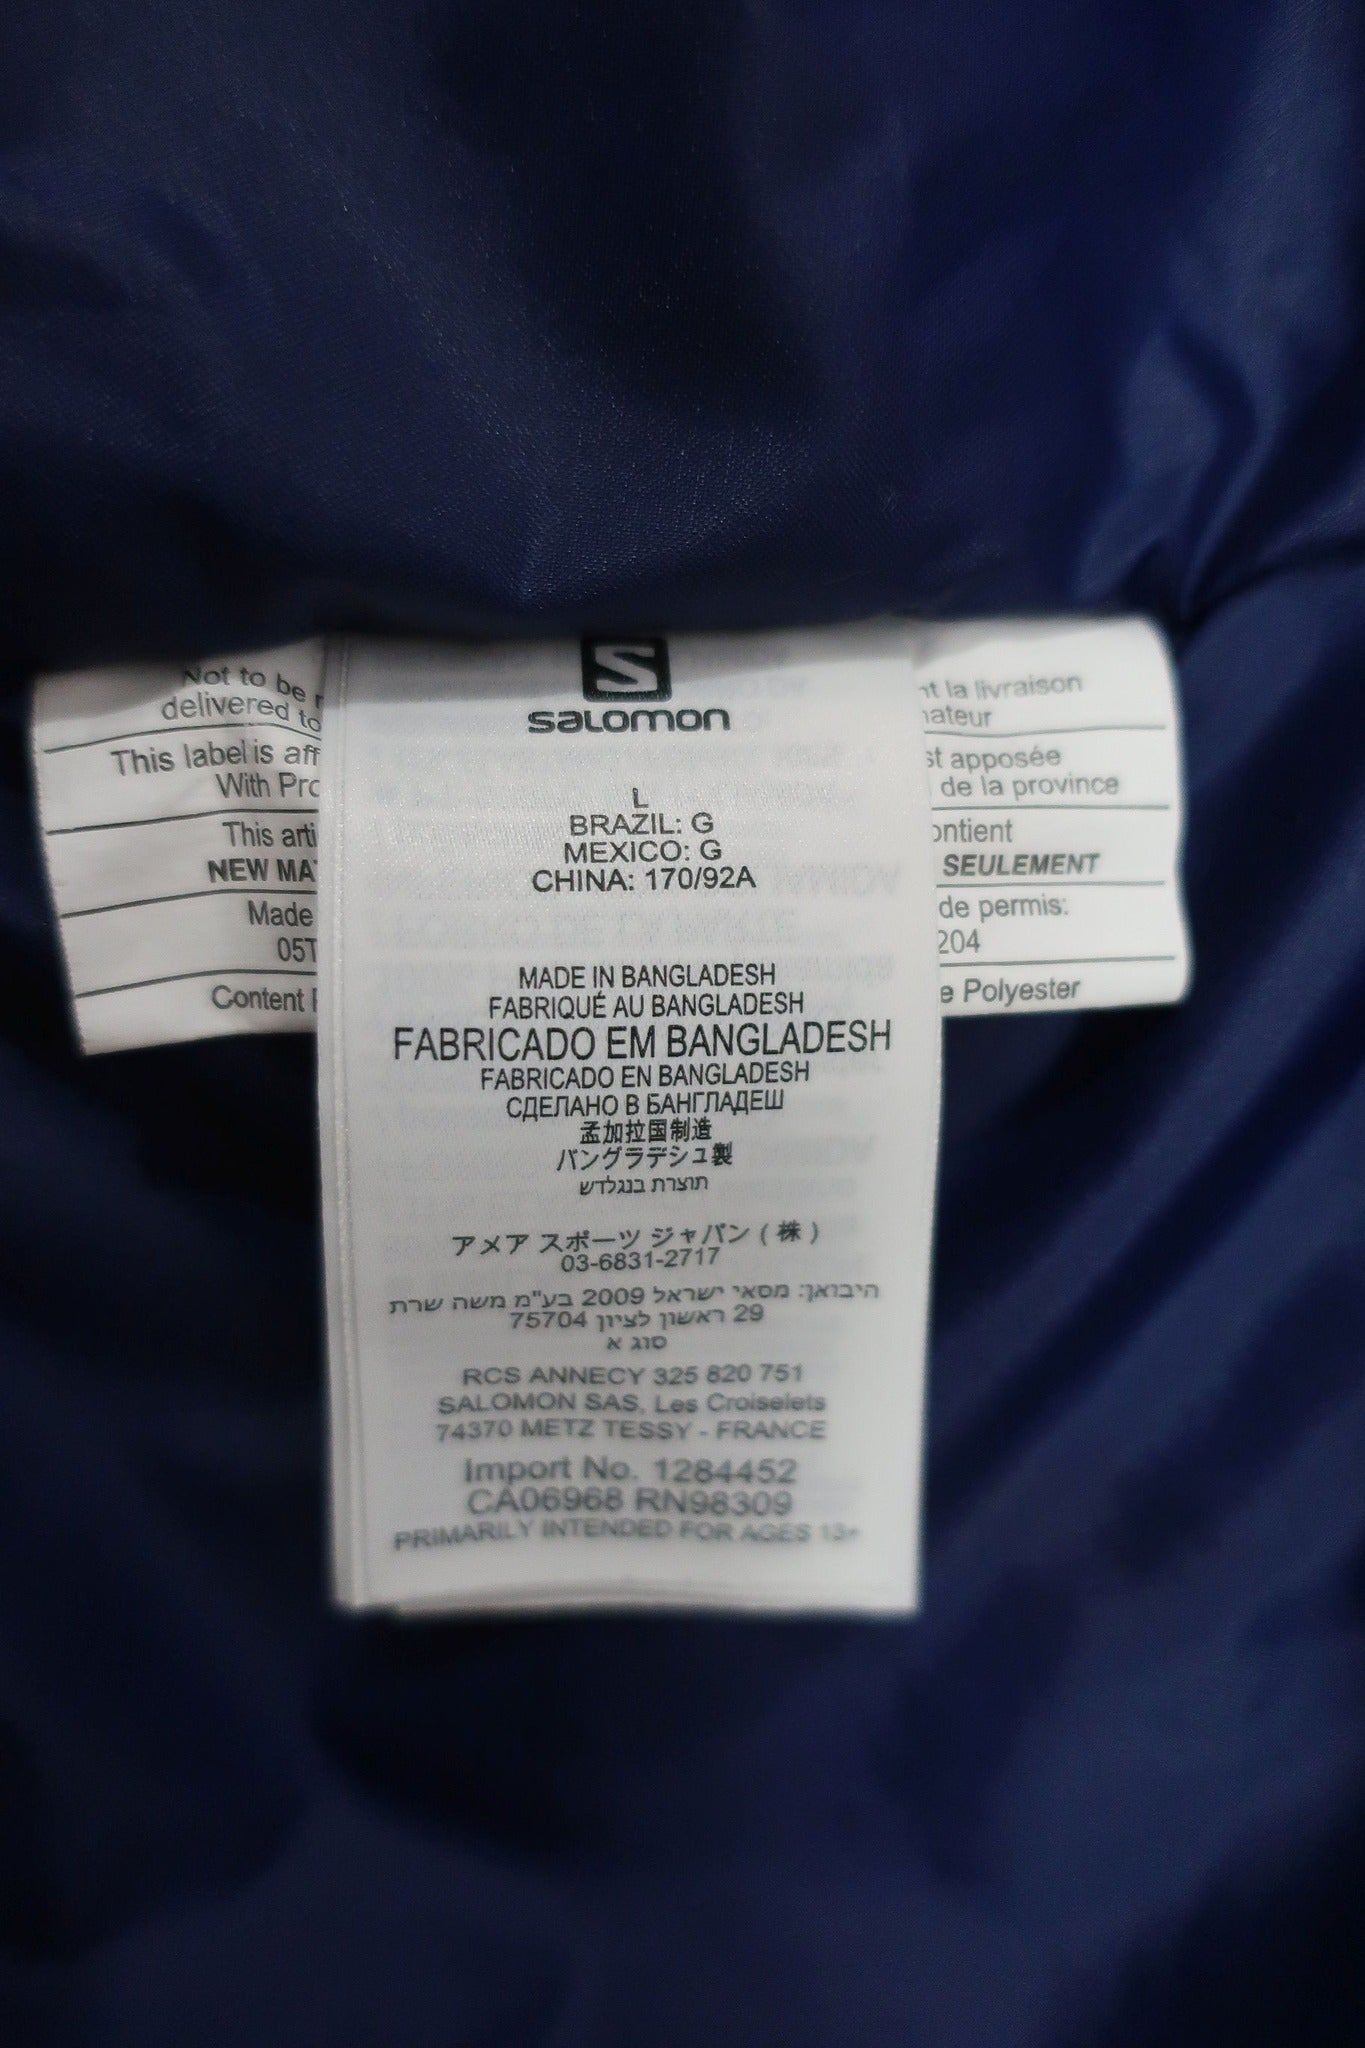 Not to be
delivered to
This label is aff
With Pro
This arti
NEW MA
Made
05T
Content
S
salomon
L
BRAZIL: G
MEXICO: G
CHINA: 170/92A
MADE IN BANGLADESH
FABRIQUÉ AU BANGLADESH
FABRICADO EM BANGLADESH
FABRICADO EN BANGLADESH
СДЕЛАНО В БАНГЛАДЕШ
孟加拉国制造
バングラデシュ製
תוצרת בנגלדש
アメア スポーツ ジャパン ( 株 )
03-6831-2717
היבואן: מסאי ישראל 2009 בע"מ משה שרת
29 ראשון לציון 75704
סוג א
RCS ANNECY 325 820 751
SALOMON SAS, Les Croiselets
74370 METZ TESSY - FRANCE
Import No. 1284452
CA06968 RN98309
PRIMARILY INTENDED FOR AGES 13+
nt la livraison
nateur
st apposée
de la province
ontient
SEULEMENT
de permis:
204
e Polyester